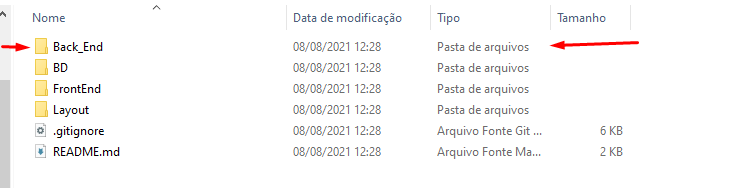 Nome Data de modificação Tipo Tamanho
Back_End 08/08/2021 12:28 Pasta de arquivos
BD 08/08/2021 12:28 Pasta de arquivos
FrontEnd 08/08/2021 12:28 Pasta de arquivos
Layout 08/08/2021 12:28 Pasta de arquivos
.gitignore 08/08/2021 12:28 Arquivo Fonte Git ... 6 KB
README.md 08/08/2021 12:28 Arquivo Fonte Ma... 2 KB